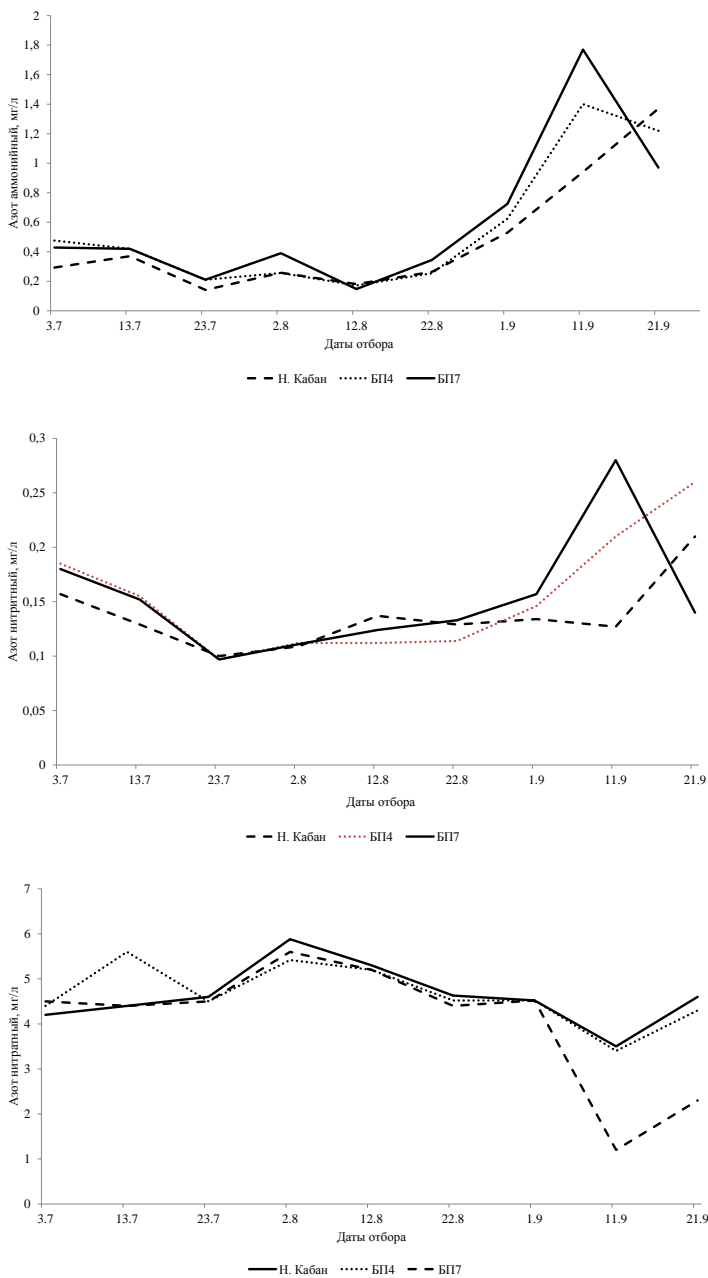 Азот аммонийный, мг/л
2
1,8
1,6
1,4
1,2
1
0,8
0,6
0,4
0,2
0
3.7 13.7 23.7 2.8 12.8 22.8 1.9 11.9 21.9
Даты отбора
Н. Кабан БП4 БП7
Азот нитритный, мг/л
0,3
0,25
0,2
0,15
0,1
0,05
0
3.7 13.7 23.7 2.8 12.8 22.8 1.9 11.9 21.9
Даты отбора
Н. Кабан БП4 БП7
Азот нитратный, мг/л
7
6
5
4
3
2
1
0
3.7 13.7 23.7 2.8 12.8 22.8 1.9 11.9 21.9
Даты отбора
Н. Кабан БП4 БП7